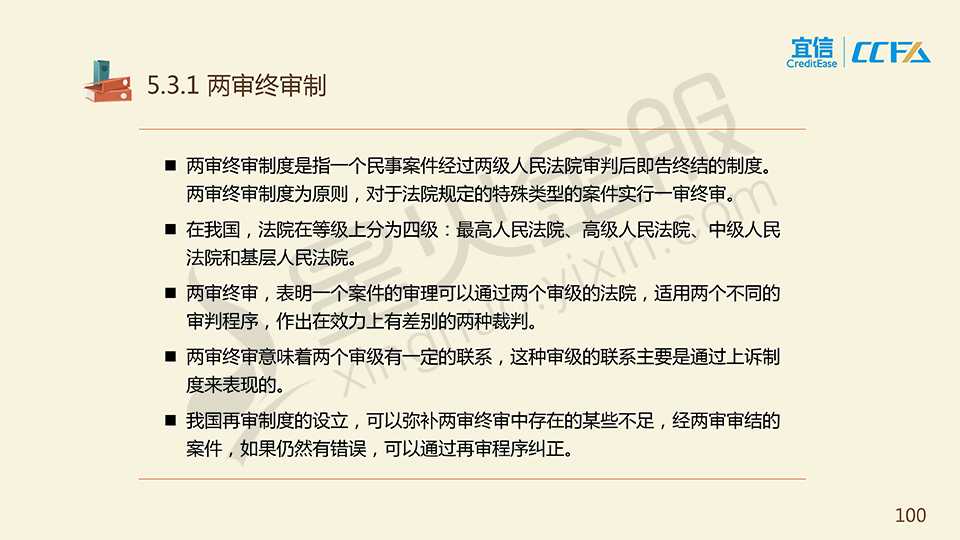 宜信
CreditEase
CCFA
5.3.1 两审终审制
■ 两审终审制度是指一个民事案件经过两级人民法院审判后即告终结的制度。
两审终审制度为原则，对于法院规定的特殊类型的案件实行一审终审。
■ 在我国，法院在等级上分为四级：最高人民法院、高级人民法院、中级人民
法院和基层人民法院。
■ 两审终审，表明一个案件的审理可以通过两个审级的法院，适用两个不同的
审判程序，作出在效力上有差别的两种裁判。
■ 两审终审意味着两个审级有一定的联系，这种审级的联系主要是通过上诉制
度来表现的。
■ 我国再审制度的设立，可以弥补两审终审中存在的某些不足，经两审审结的
案件，如果仍然有错误，可以通过再审程序纠正。
星火金服
xinghuo.yixin.com
100